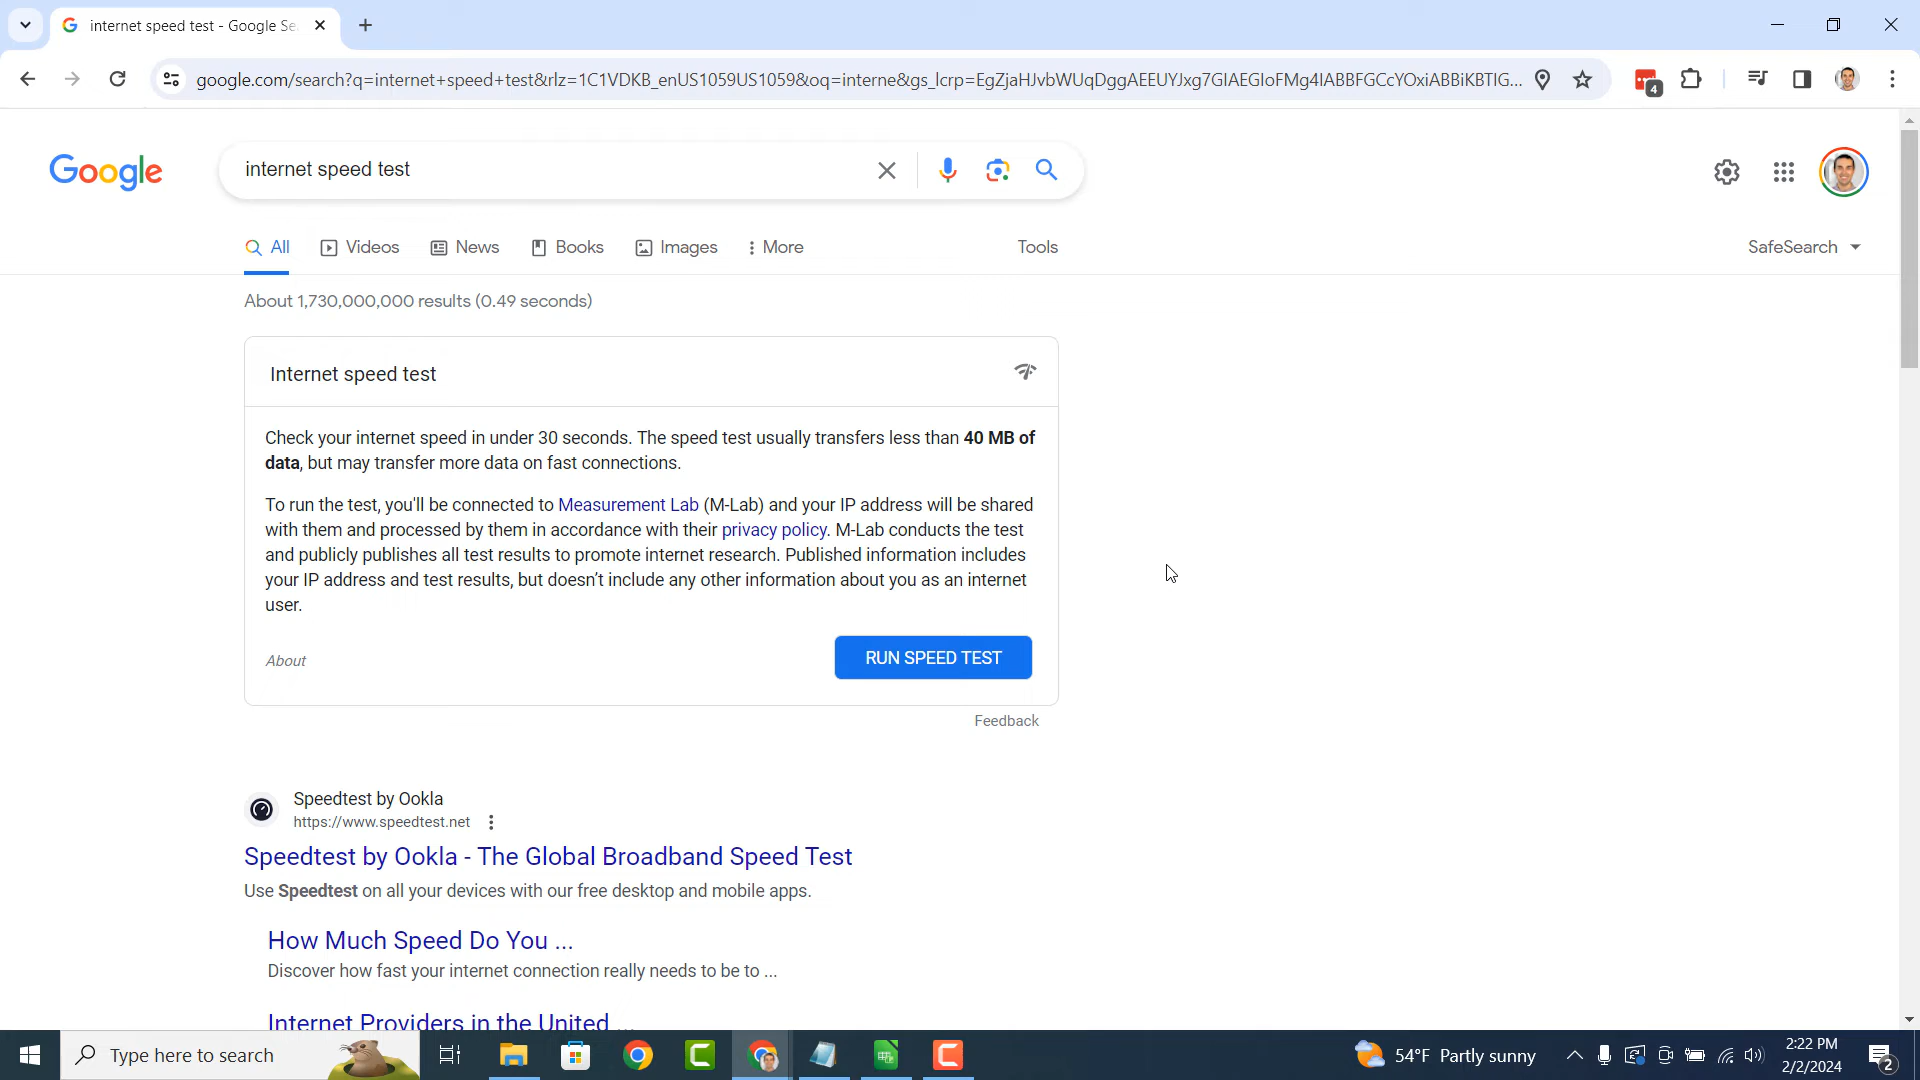 internet speed test - Google Se
google.com/search?q=internet+speed+test&rlz=1C1VDKB_enUS1059US1059&oq=interne&gs_lcrp=EgZjaHJvbWUqDggAEEUYJxg7GIAEGIoFMg4IABBFGCcYOxiABBiKBTIG...
4
Google
internet speed test
All Videos News Books Images More Tools SafeSearch
About 1,730,000,000 results (0.49 seconds)
Internet speed test
Check your internet speed in under 30 seconds. The speed test usually transfers less than 40 MB of
data, but may transfer more data on fast connections.
To run the test, you'll be connected to Measurement Lab (M-Lab) and your IP address will be shared
with them and processed by them in accordance with their privacy policy. M-Lab conducts the test
and publicly publishes all test results to promote internet research. Published information includes
your IP address and test results, but doesn’t include any other information about you as an internet
user.
About
RUN SPEED TEST
Feedback
Speedtest by Ookla
https://www.speedtest.net
Speedtest by Ookla - The Global Broadband Speed Test
Use Speedtest on all your devices with our free desktop and mobile apps.
How Much Speed Do You ...
Discover how fast your internet connection really needs to be to ...
Internet Providers in the United ...
Type here to search
54°F Partly sunny
2:22 PM
2/2/2024
2